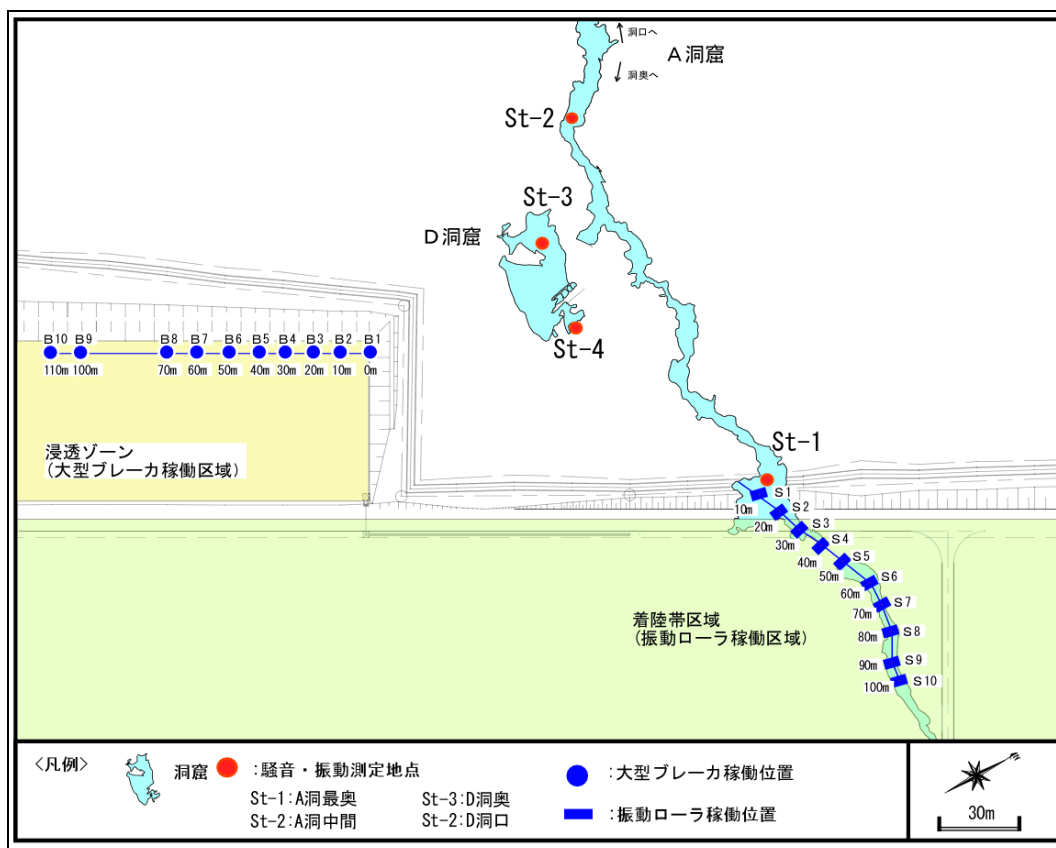 洞口へ
A洞窟
洞奥へ
St-2
St-3
D洞窟
St-4
B10 B9 B8 B7 B6 B5 B4 B3 B2 B1
110m 100m 70m 60m 50m 40m 30m 20m 10m 0m
浸透ゾーン
(大型ブレーカ稼働区域)
St-1
S1
10m
S2
20m
S3
30m
S4
40m
S5
50m
S6
60m
S7
70m
S8
80m
S9
90m
S10
100m
着陸帯区域
(振動ローラ稼働区域)
<凡例>
洞窟
:騒音・振動測定地点
St-1:A洞最奥 St-3:D洞奥
St-2:A洞中間 St-2:D洞口
:大型ブレーカ稼働位置
:振動ローラ稼働位置
30m